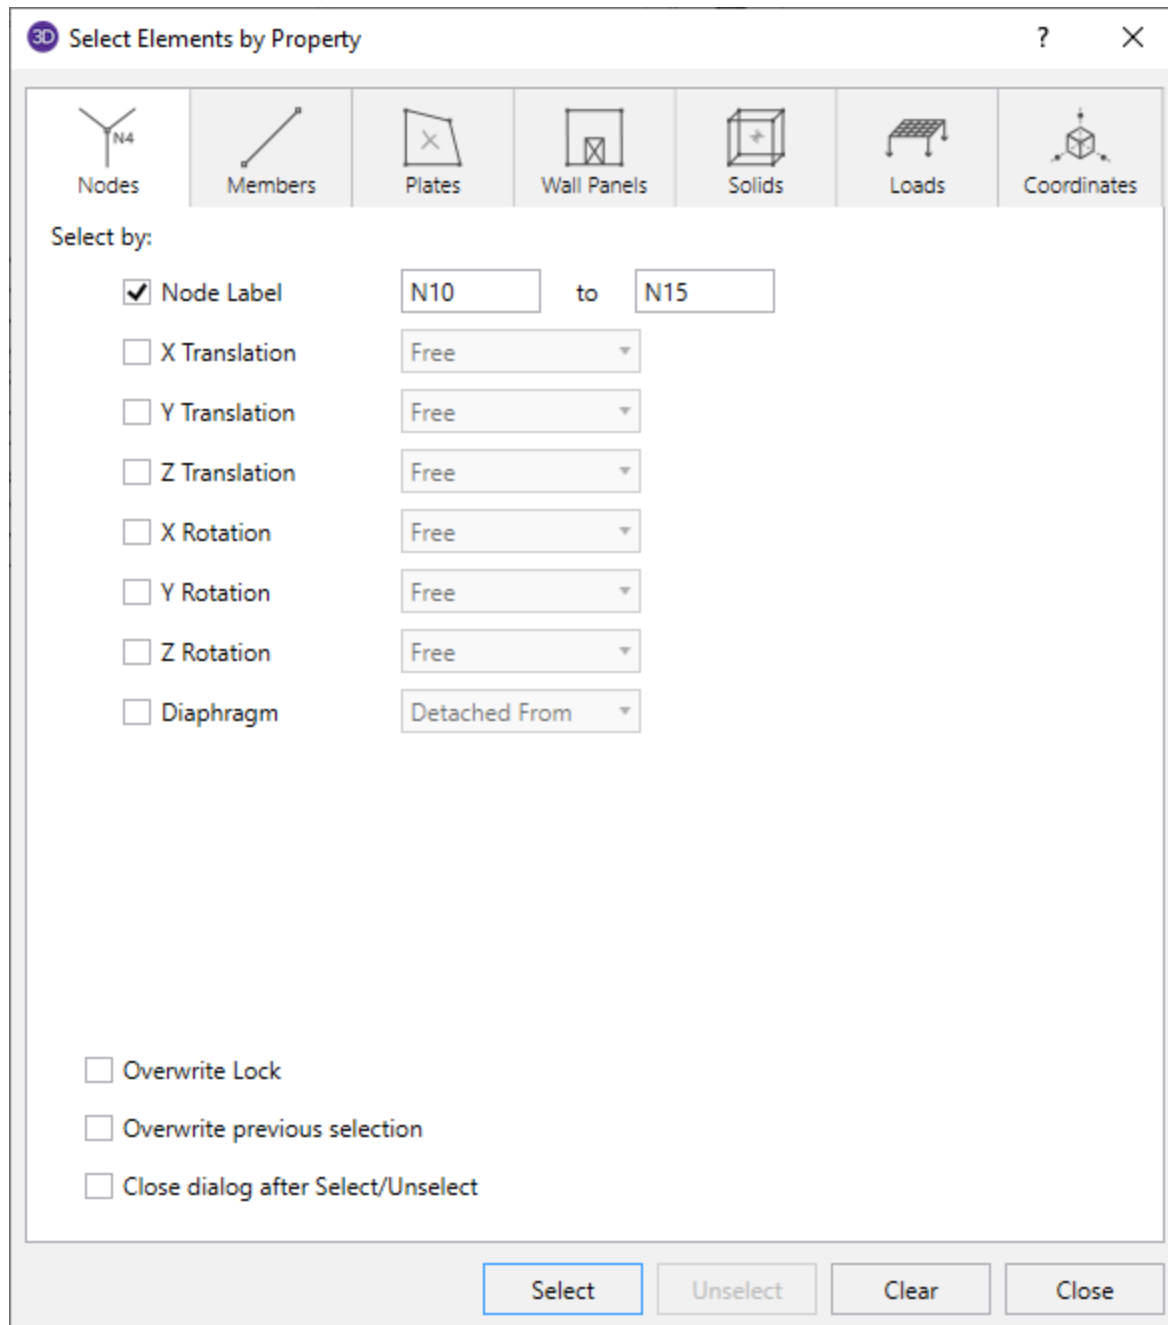 3D Select Elements by Property ?
N4
Nodes Members Plates Wall Panels Solids Loads Coordinates
Select by:
Node Label N10 to N15
X Translation Free
Y Translation Free
Z Translation Free
X Rotation Free
Y Rotation Free
Z Rotation Free
Diaphragm Detached From
Overwrite Lock
Overwrite previous selection
Close dialog after Select/Unselect
Select Unselect Clear Close